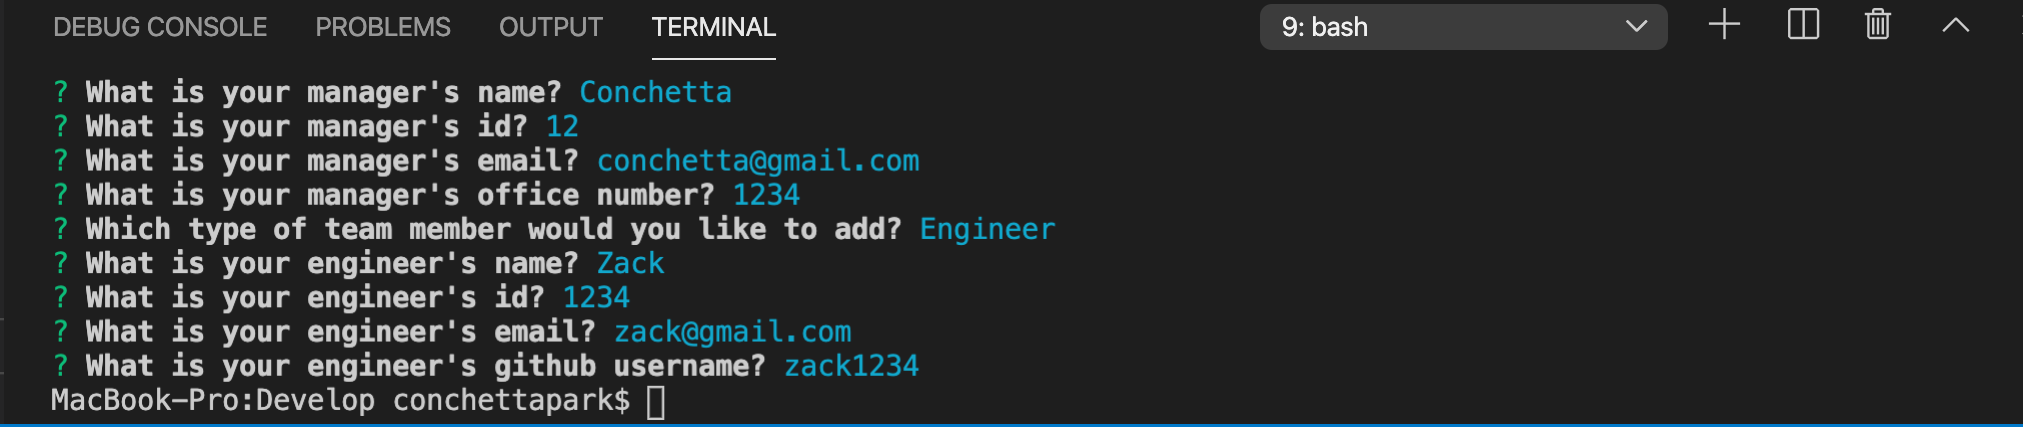 DEBUG CONSOLE PROBLEMS OUTPUT TERMINAL 9: bash
? What is your manager's name? Conchetta
? What is your manager's id? 12
? What is your manager's email? conchetta@gmail.com
? What is your manager's office number? 1234
? Which type of team member would you like to add? Engineer
? What is your engineer's name? Zack
? What is your engineer's id? 1234
? What is your engineer's email? zack@gmail.com
? What is your engineer's github username? zack1234
MacBook-Pro:Develop conchettapark$